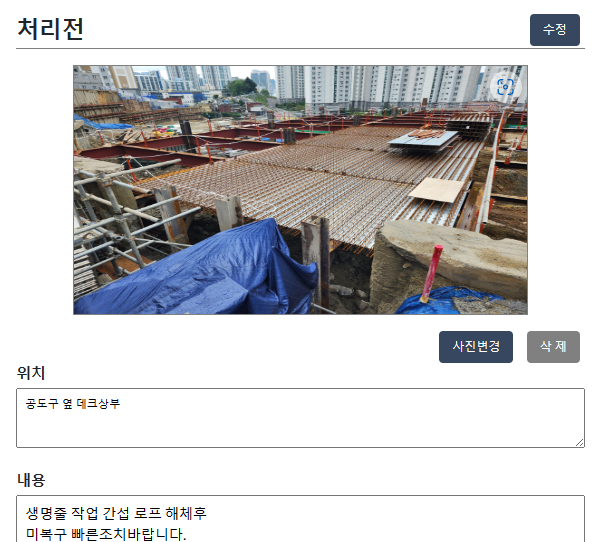 처리전
수정
사진변경
삭 제
위치
공도구 옆 데크상부
내용
생명줄 작업 간섭 로프 해체후
미복구 빠른조치바랍니다.